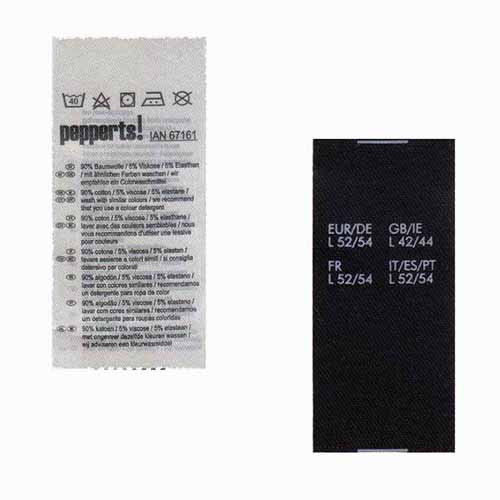 40
pepperts! IAN 67161
90% Baumwolle / 5% Viskose / 5% Elasthan
/ mit ähnlichen Farben waschen / wir
empfehlen ein Colorwaschmittel
90% cotton / 5% viscose / 5% elastane /
wash with similar colours / we recommend
that you use a colour detergent
90% coton / 5% viscose / 5% élasthanne /
laver avec des couleurs semblables / nous
vous recommandons d'utiliser une lessive
pour couleurs
90% cotone / 5% viscosa / 5% elastan /
lavare assieme a colori simili / si consiglia
detersivo per colorati
90% algodón / 5% viscosa / 5% elastano /
lavar con colores similares / recomendamos
un detergente para ropa de color
90% algodão / 5% viscose / 5% elastano /
lavar com cores similares / recomendamos
um detergente para roupas coloridas
90% katoen / 5% viscose / 5% elastaan /
met ongeveer dezelfde kleuren wassen /
wij adviseren een kleurwasmiddel
EUR/DE GB/IE
L 52/54 L 42/44
FR IT/ES/PT
L 52/54 L 52/54